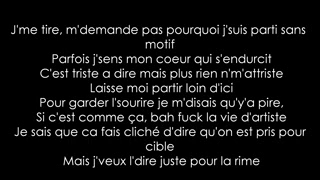 J'me tire, m'demande pas pourquoi j'suis parti sans
motif
Parfois j'sens mon coeur qui s'endurcit
C'est triste a dire mais plus rien n'm'attriste
Laisse moi partir loin d'ici
Pour garder l'sourire je m'disais qu'y'a pire,
Si c'est comme ça, bah fuck la vie d'artiste
Je sais que ca fais cliché d'dire qu'on est pris pour
cible
Mais j'veux l'dire juste pour la rime